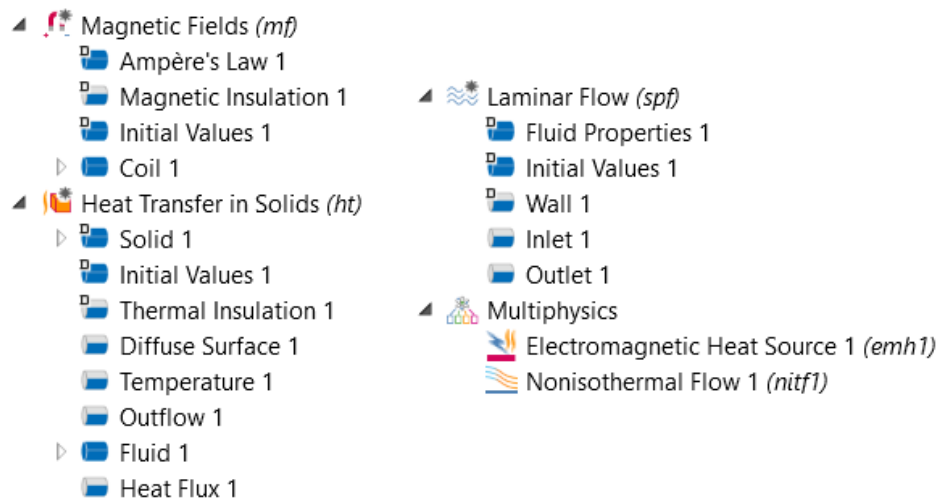 Magnetic Fields (mf)
Ampère's Law 1
Magnetic Insulation 1
Initial Values 1
Coil 1
Heat Transfer in Solids (ht)
Solid 1
Initial Values 1
Thermal Insulation 1
Diffuse Surface 1
Temperature 1
Outflow 1
Fluid 1
Heat Flux 1
Laminar Flow (spf)
Fluid Properties 1
Initial Values 1
Wall 1
Inlet 1
Outlet 1
Multiphysics
Electromagnetic Heat Source 1 (emh1)
Nonisothermal Flow 1 (nitf1)